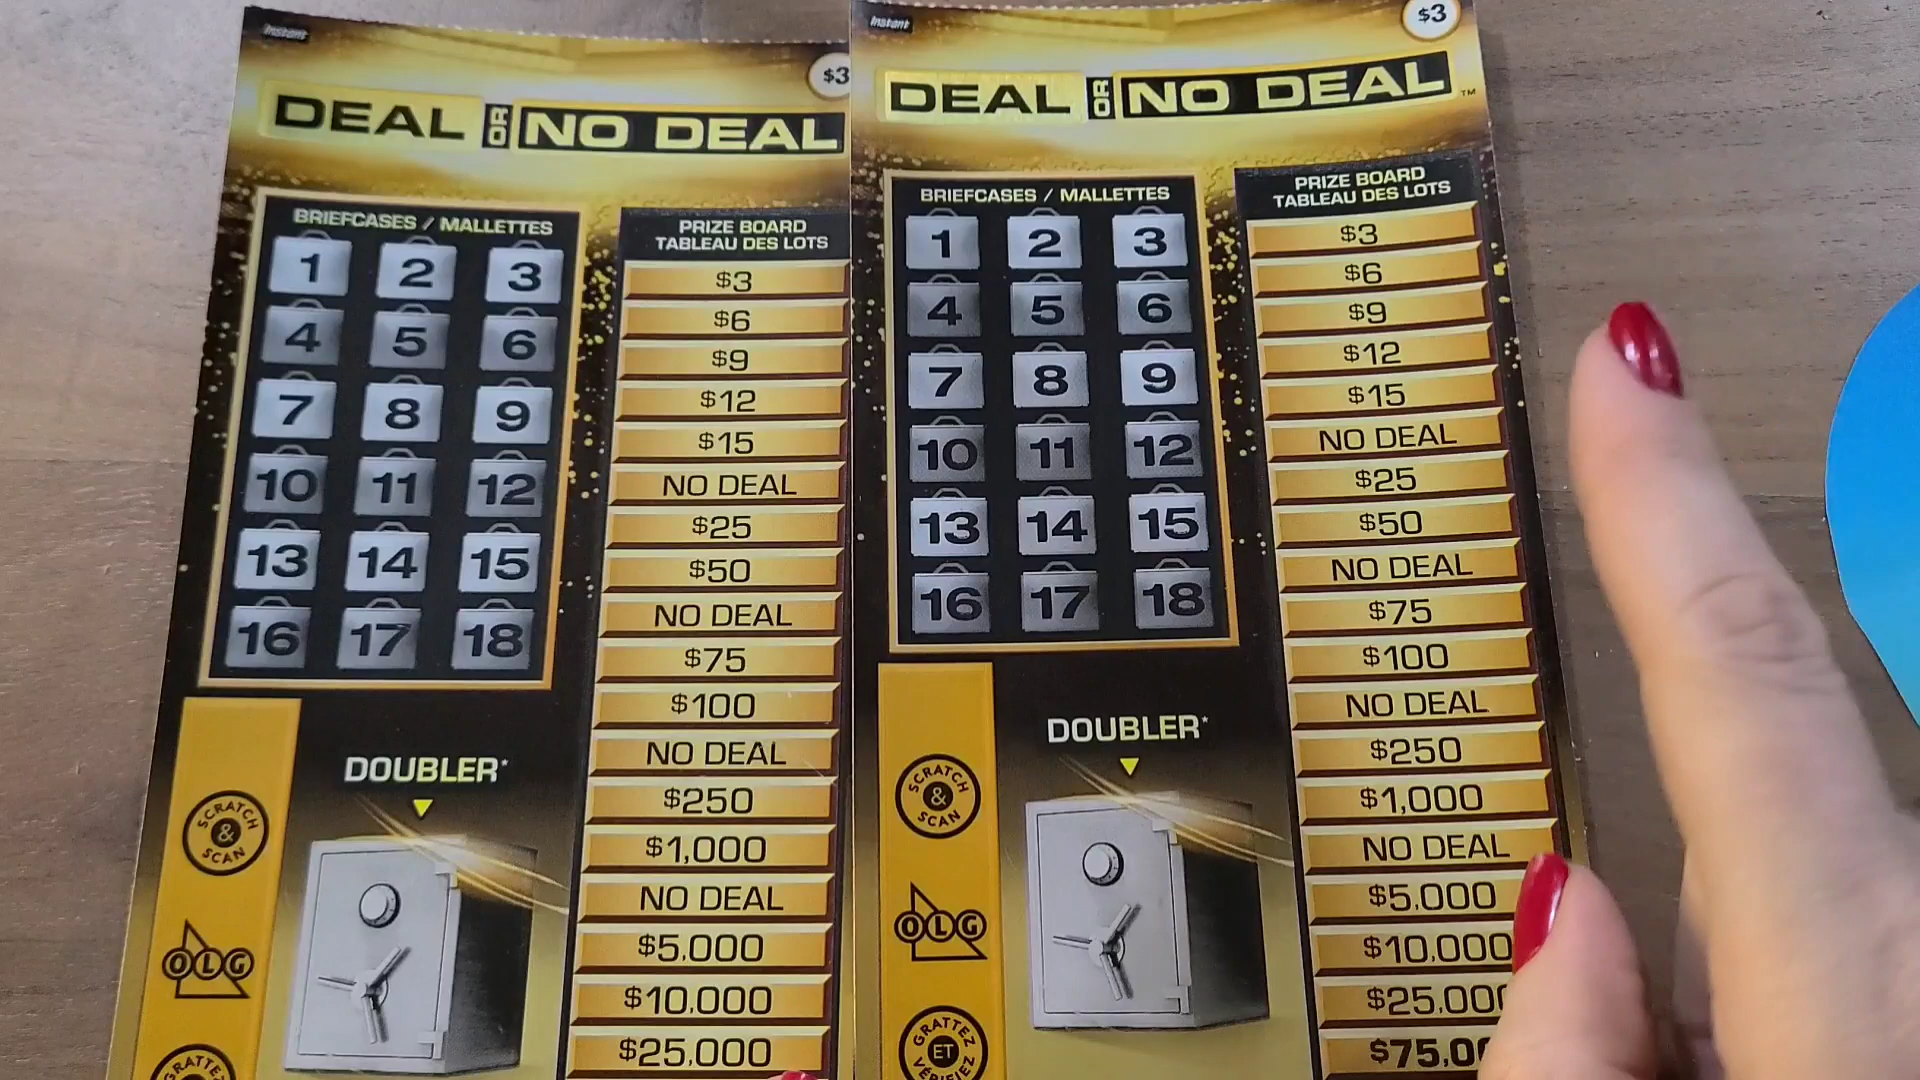 Instant
$3
DEAL OR NO DEAL
BRIEFCASES / MALLETTES
1 2 3
4 5 6
7 8 9
10 11 12
13 14 15
16 17 18
PRIZE BOARD
TABLEAU DES LOTS
$3
$6
$9
$12
$15
NO DEAL
$25
$50
NO DEAL
$75
$100
NO DEAL
$250
$1,000
NO DEAL
$5,000
$10,000
$25,000
DOUBLER*
SCRATCH & SCAN
OLG
GRATTEZ
Instant
$3
DEAL OR NO DEAL™
BRIEFCASES / MALLETTES
1 2 3
4 5 6
7 8 9
10 11 12
13 14 15
16 17 18
PRIZE BOARD
TABLEAU DES LOTS
$3
$6
$9
$12
$15
NO DEAL
$25
$50
NO DEAL
$75
$100
NO DEAL
$250
$1,000
NO DEAL
$5,000
$10,000
$25,000
$75,00
DOUBLER*
SCRATCH & SCAN
OLG
GRATTEZ ET VÉRIFIEZ